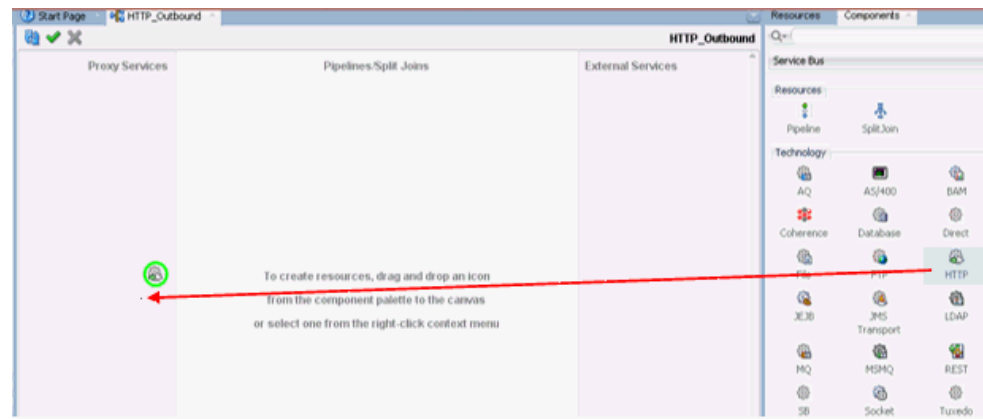 Start Page
HTTP_Outbound
Resources
Components
HTTP_Outbound
Proxy Services
Pipelines/Split Joins
External Services
Service Bus
Resources
Pipeline
SplitJoin
Technology
AQ
AS/400
BAM
Coherence
Database
Direct
To create resources, drag and drop an icon
File
FTP
HTTP
from the component palette to the canvas
or select one from the right-click context menu
JEJB
JMS
Transport
LDAP
MQ
MSMQ
REST
SB
Socket
Tuxedo